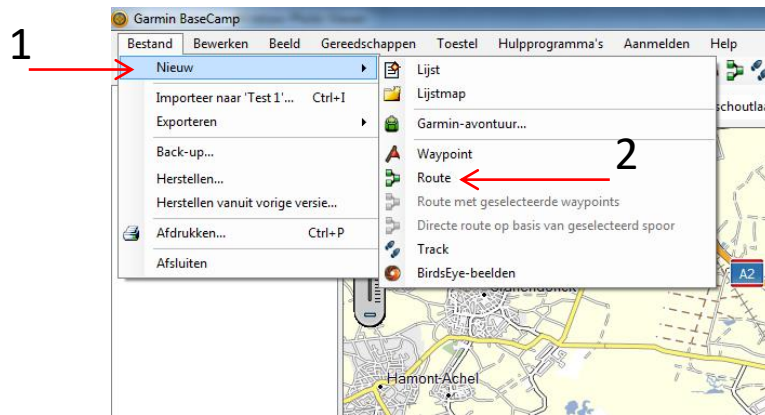 Garmin BaseCamp
1
Bestand Bewerken Beeld Gereedschappen Toestel Hulpprogramma's Aanmelden Help
Nieuw
Importeer naar 'Test 1'... Ctrl+I
Exporteren
Back-up...
Herstellen...
Herstellen vanuit vorige versie...
Afdrukken... Ctrl+P
Afsluiten
Lijst
Lijstmap
Garmin-avontuur...
Waypoint
2
Route
Route met geselecteerde waypoints
Directe route op basis van geselecteerd spoor
Track
BirdsEye-beelden
A2
Hamont-Achel